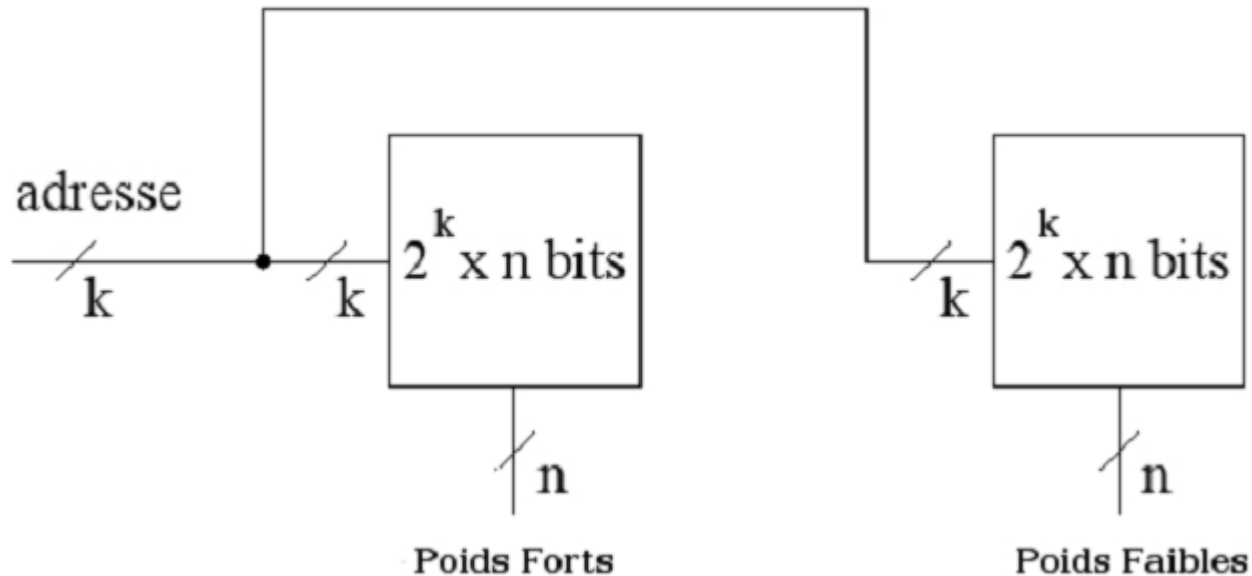 adresse
k
k
2^k x n bits
n
Poids Forts
k
2^k x n bits
n
Poids Faibles